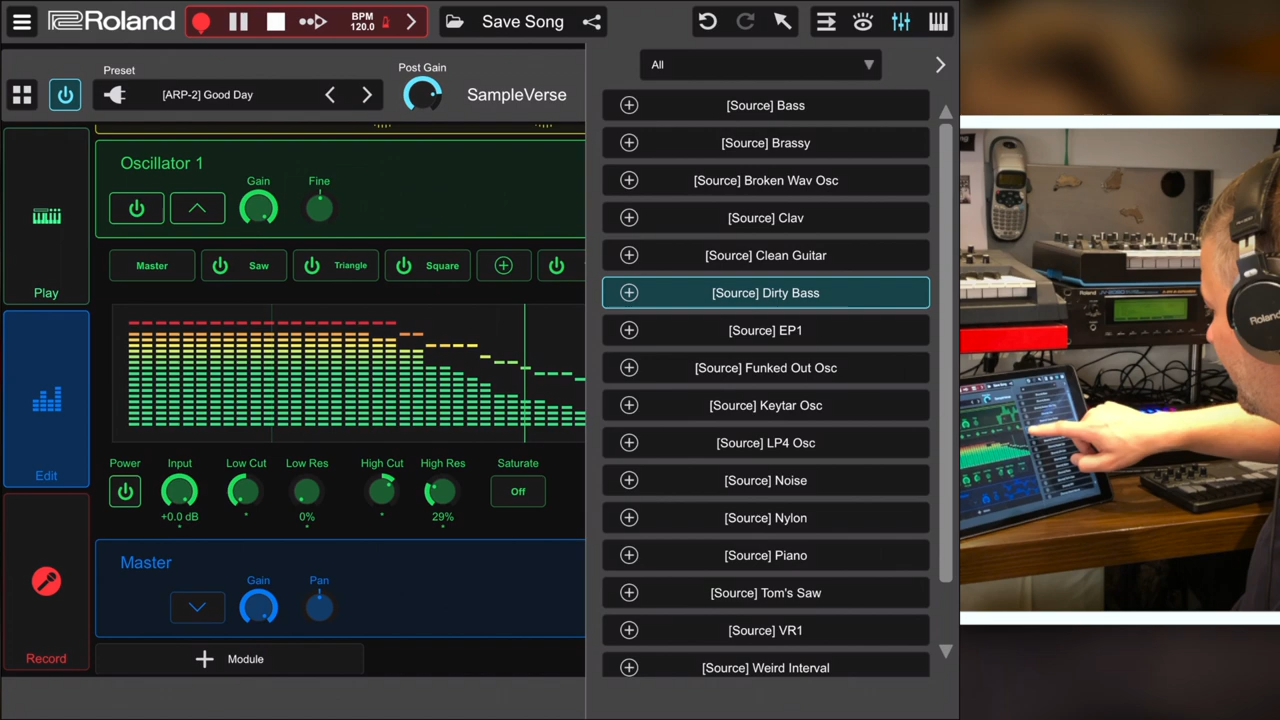 Roland
BPM
120.0
Save Song
Preset
[ARP-2] Good Day
Post Gain
SampleVerse
All
Play
Edit
Record
Oscillator 1
Gain
Fine
Master
Saw
Triangle
Square
Power
Input
Low Cut
Low Res
High Cut
High Res
Saturate
+0.0 dB
0%
29%
Off
Master
Gain
Pan
Module
[Source] Bass
[Source] Brassy
[Source] Broken Wav Osc
[Source] Clav
[Source] Clean Guitar
[Source] Dirty Bass
[Source] EP1
[Source] Funked Out Osc
[Source] Keytar Osc
[Source] LP4 Osc
[Source] Noise
[Source] Nylon
[Source] Piano
[Source] Tom's Saw
[Source] VR1
[Source] Weird Interval
Roland
Roland